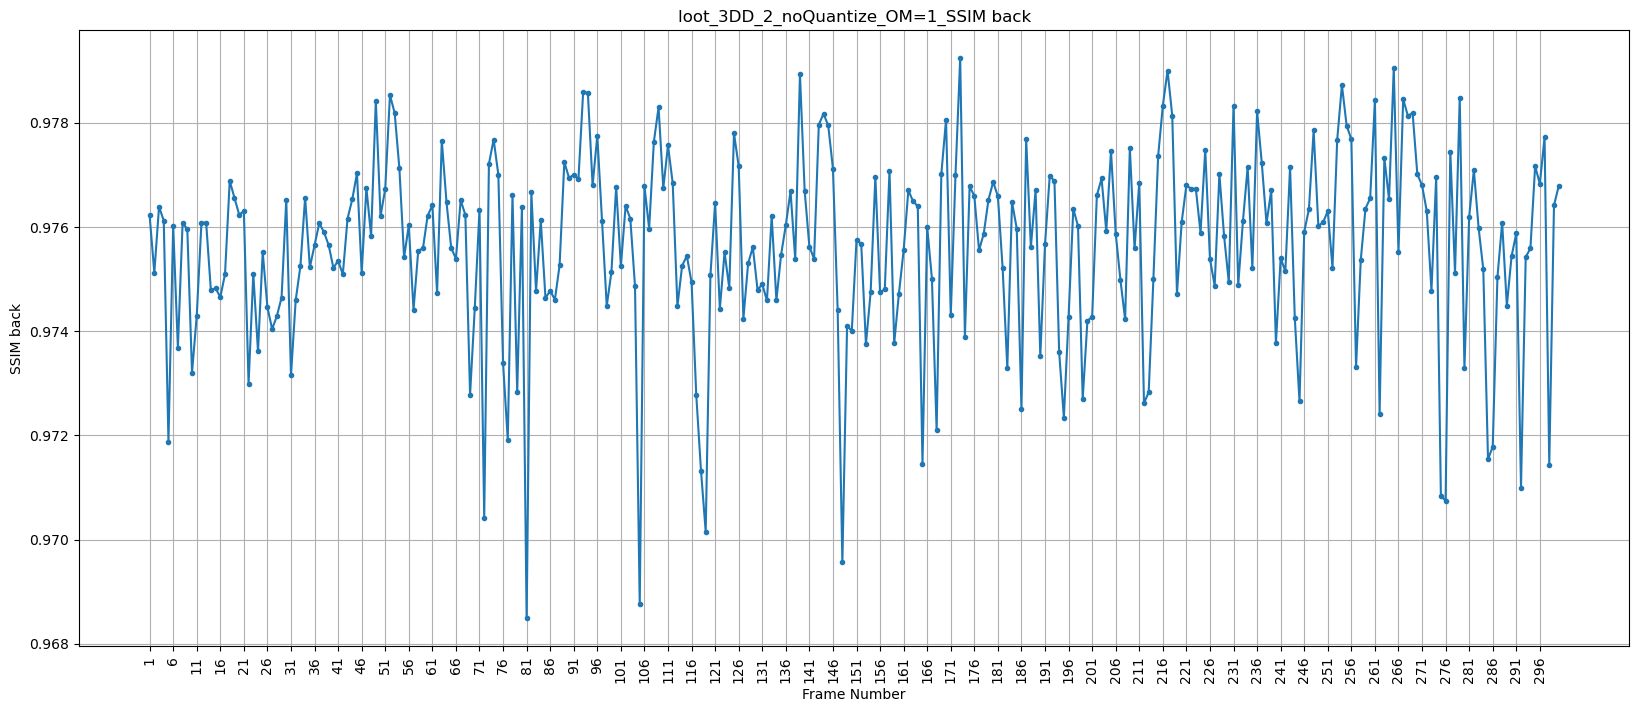 loot_3DD_2_noQuantize_OM=1_SSIM back
SSIM back
0.978
0.976
0.974
0.972
0.970
0.968
1 6 11 16 21 26 31 36 41 46 51 56 61 66 71 76 81 86 91 96 101 106 111 116 121 126 131 136 141 146 151 156 161 166 171 176 181 186 191 196 201 206 211 216 221 226 231 236 241 246 251 256 261 266 271 276 281 286 291 296
Frame Number